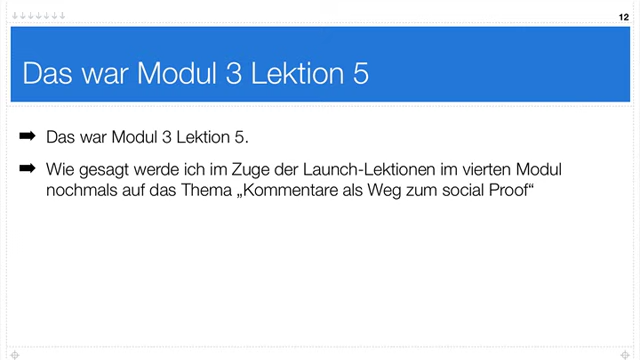 12
Das war Modul 3 Lektion 5
➡ Das war Modul 3 Lektion 5.
➡ Wie gesagt werde ich im Zuge der Launch-Lektionen im vierten Modul
nochmals auf das Thema „Kommentare als Weg zum social Proof“